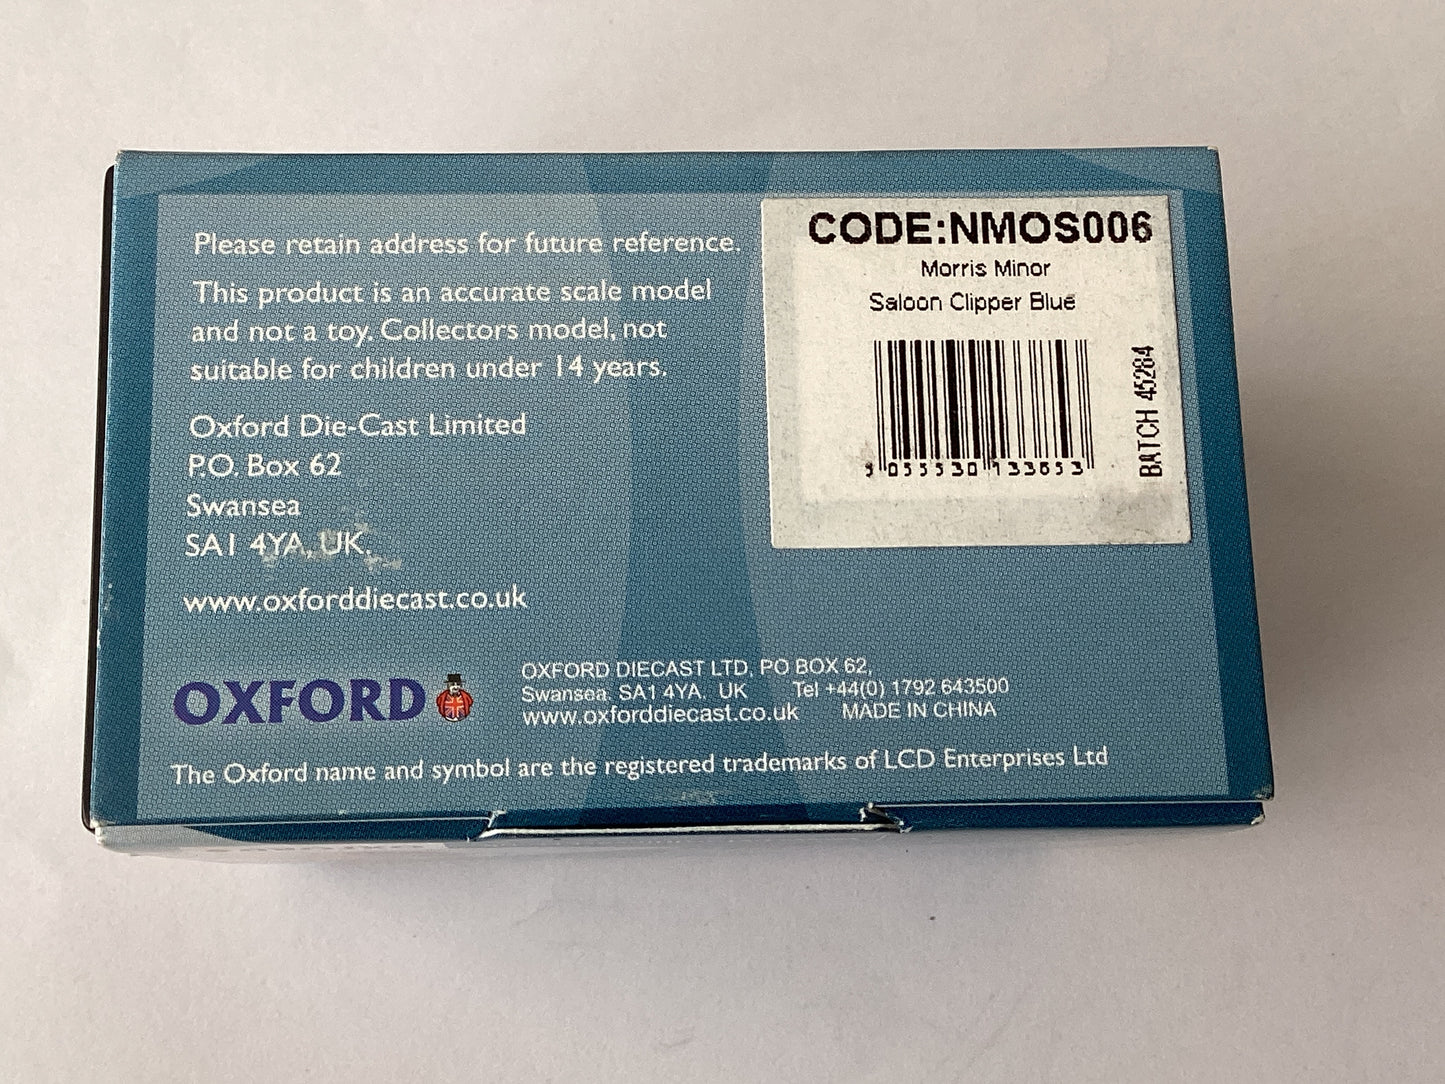 Please retain address for future reference.
This product is an accurate scale model
and not a toy. Collectors model, not
suitable for children under 14 years.
Oxford Die-Cast Limited
P.O. Box 62
Swansea
SA1 4YA, UK.
www.oxforddiecast.co.uk
CODE:NMOS006
Morris Minor
Saloon Clipper Blue
5 055530 133653
BATCH 45284
OXFORD
OXFORD DIECAST LTD, PO BOX 62,
Swansea, SA1 4YA. UK Tel +44(0) 1792 643500
www.oxforddiecast.co.uk MADE IN CHINA
The Oxford name and symbol are the registered trademarks of LCD Enterprises Ltd